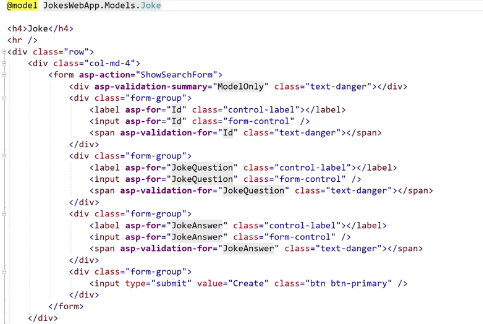 @model JokesWebApp.Models.Joke
<h4>Joke</h4>
<hr />
<div class="row">
<div class="col-md-4">
<form asp-action="ShowSearchForm">
<div asp-validation-summary="ModelOnly" class="text-danger"></div>
<div class="form-group">
<label asp-for="Id" class="control-label"></label>
<input asp-for="Id" class="form-control" />
<span asp-validation-for="Id" class="text-danger"></span>
</div>
<div class="form-group">
<label asp-for="JokeQuestion" class="control-label"></label>
<input asp-for="JokeQuestion" class="form-control" />
<span asp-validation-for="JokeQuestion" class="text-danger"></span>
</div>
<div class="form-group">
<label asp-for="JokeAnswer" class="control-label"></label>
<input asp-for="JokeAnswer" class="form-control" />
<span asp-validation-for="JokeAnswer" class="text-danger"></span>
</div>
<div class="form-group">
<input type="submit" value="Create" class="btn btn-primary" />
</div>
</form>
</div>